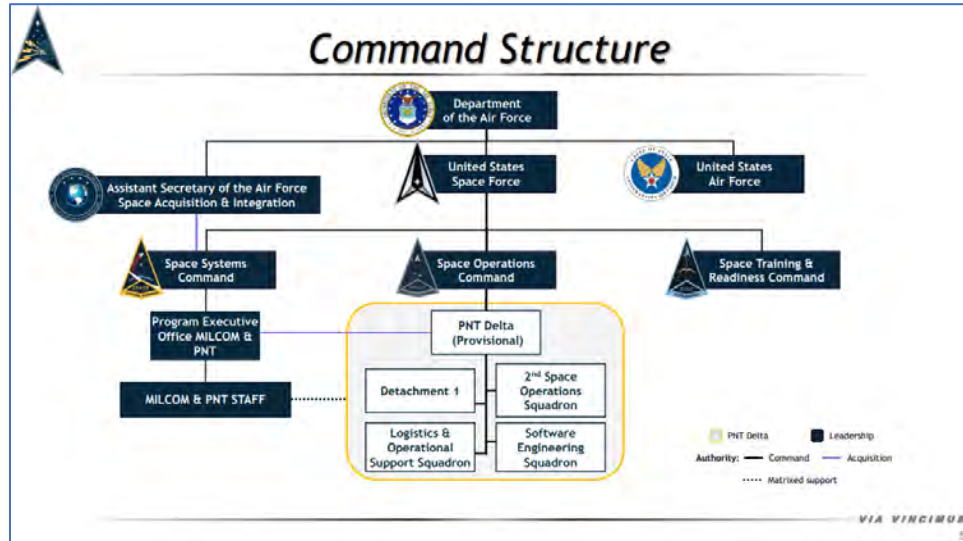 Command Structure
Department
of the Air Force
Assistant Secretary of the Air Force
Space Acquisition & Integration
United States
Space Force
United States
Air Force
Space Systems
Command
Space Operations
Command
Space Training &
Readiness Command
Program Executive
Office MILCOM &
PNT
PNT Delta
(Provisional)
MILCOM & PNT STAFF
Detachment 1
2nd Space
Operations
Squadron
Logistics &
Operational
Support Squadron
Software
Engineering
Squadron
PNT Delta
Leadership
Authority:
Command
Acquisition
Matrixed support
VIA VINCIMUS